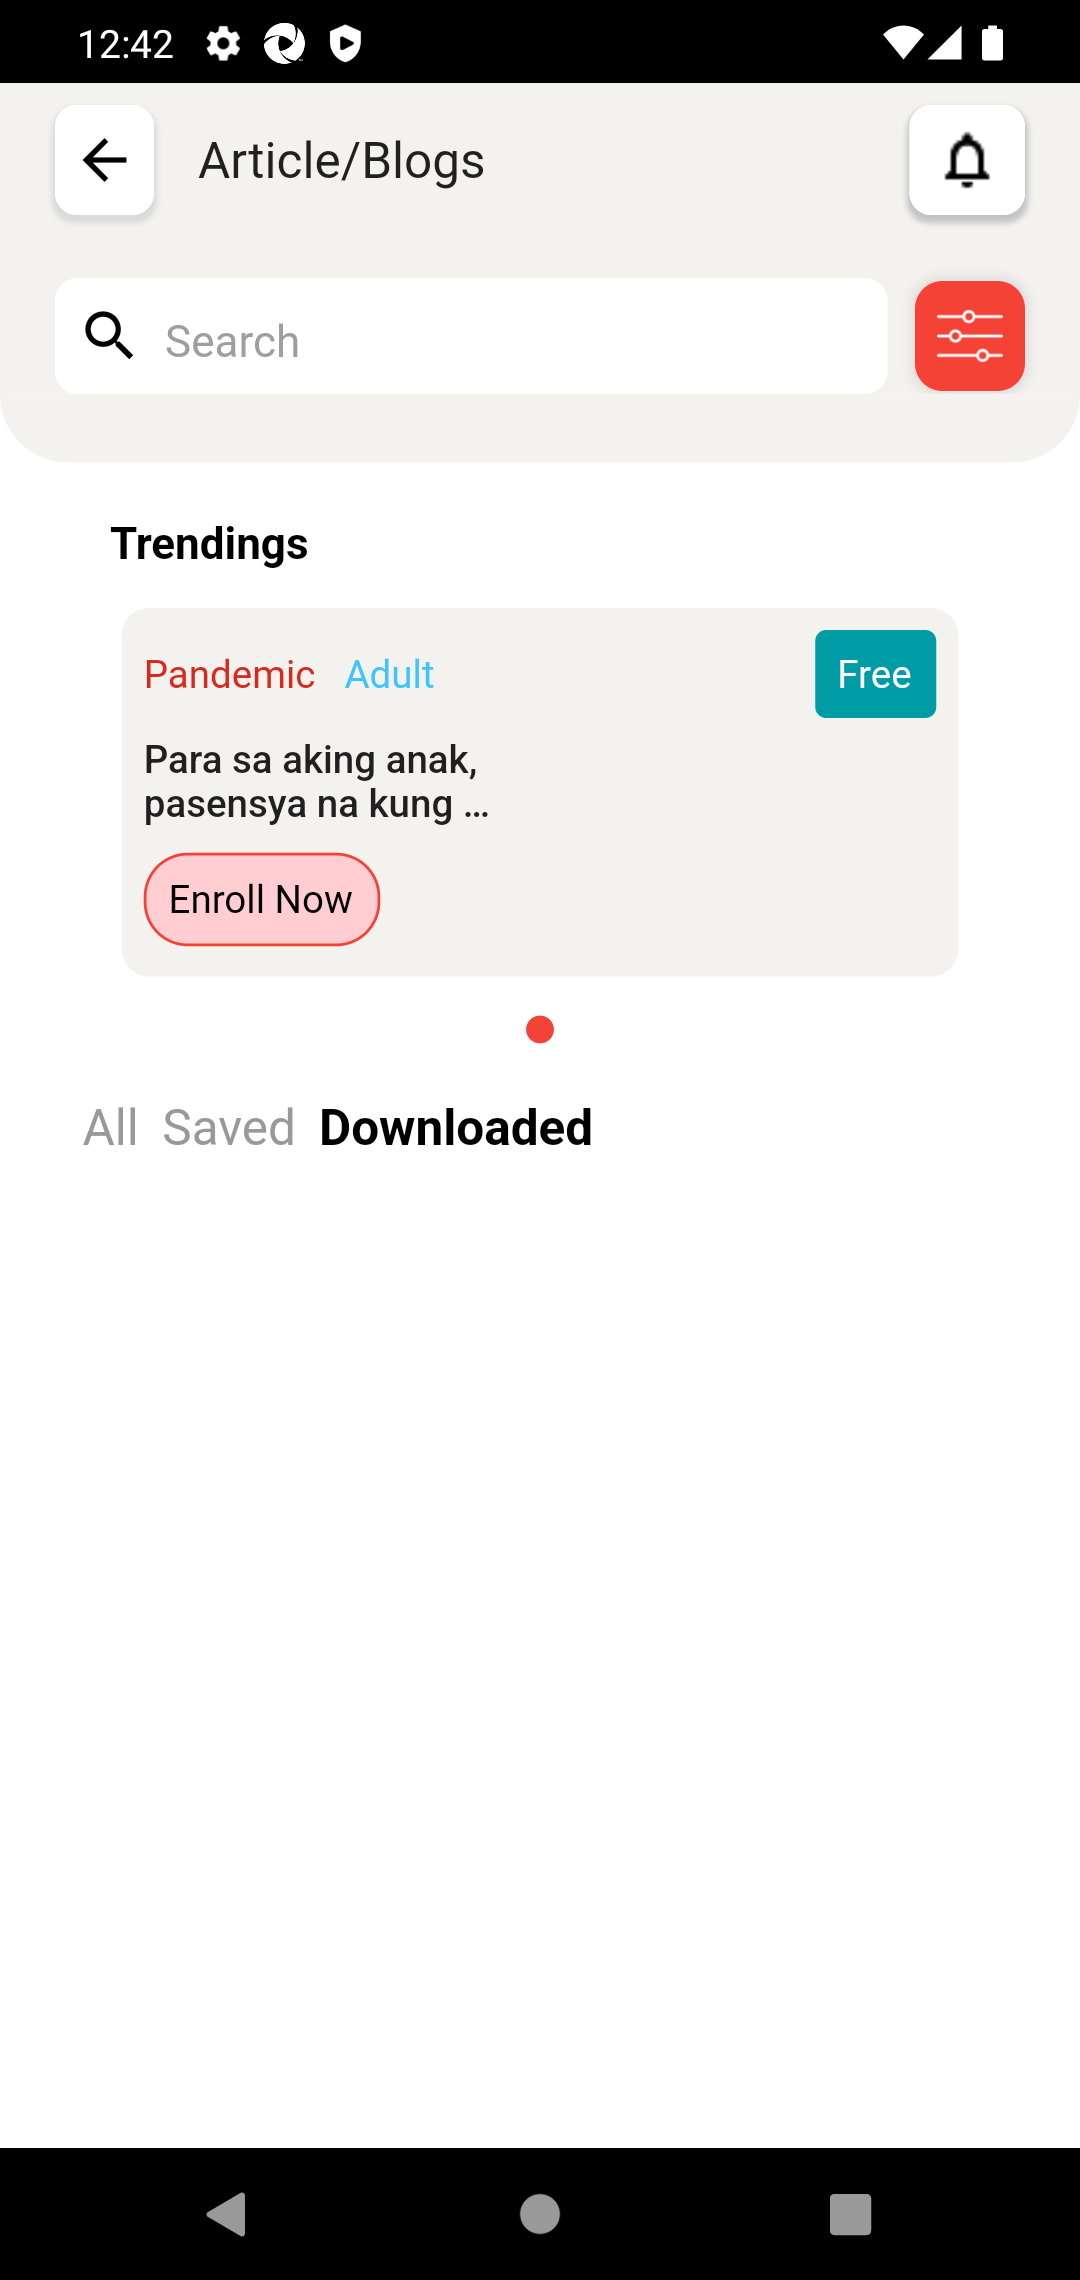 12:42
Article/Blogs
Search
Trendings
Pandemic Adult Free
Para sa aking anak,
pasensya na kung ...
Enroll Now
All Saved Downloaded